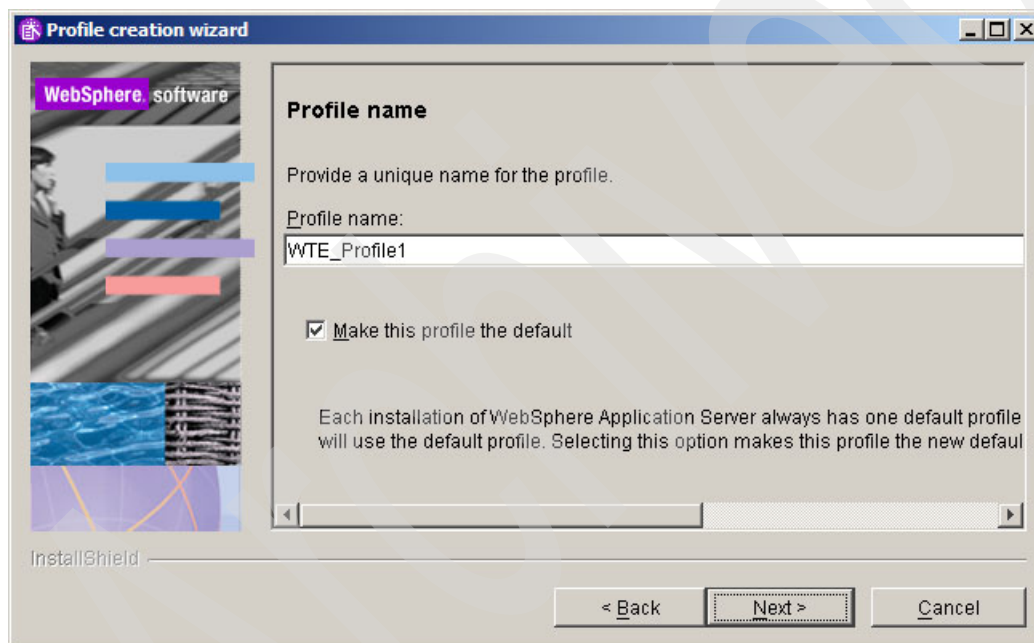 Profile creation wizard
WebSphere. software
Profile name
Provide a unique name for the profile.
Profile name:
WTE_Profile1
Make this profile the default
Each installation of WebSphere Application Server always has one default profile
will use the default profile. Selecting this option makes this profile the new defaul
InstallShield
< Back
Next >
Cancel